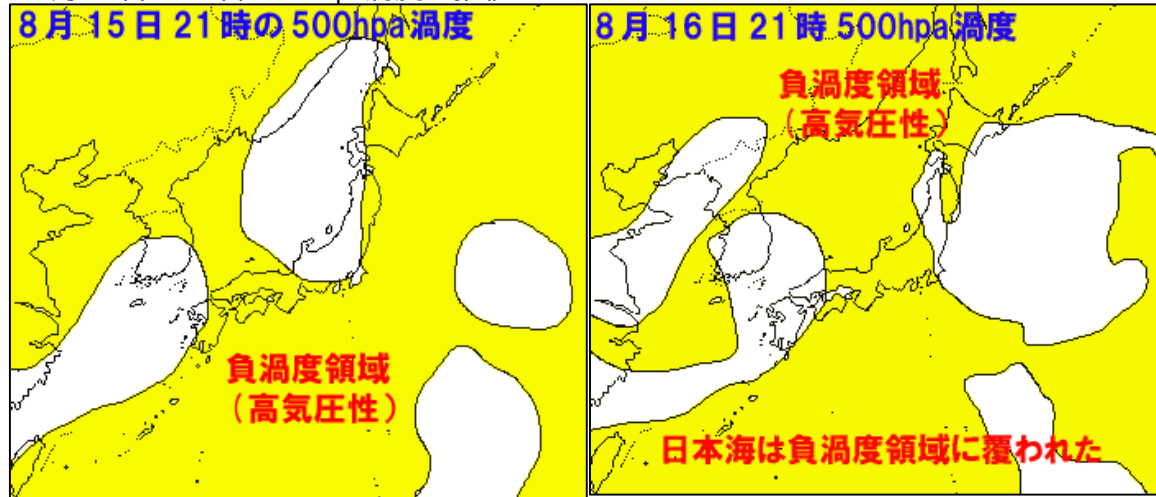 8月15日21時の500hpa渦度
負渦度領域
(高気圧性)
8月16日21時500hpa渦度
負渦度領域
(高気圧性)
日本海は負渦度領域に覆われた